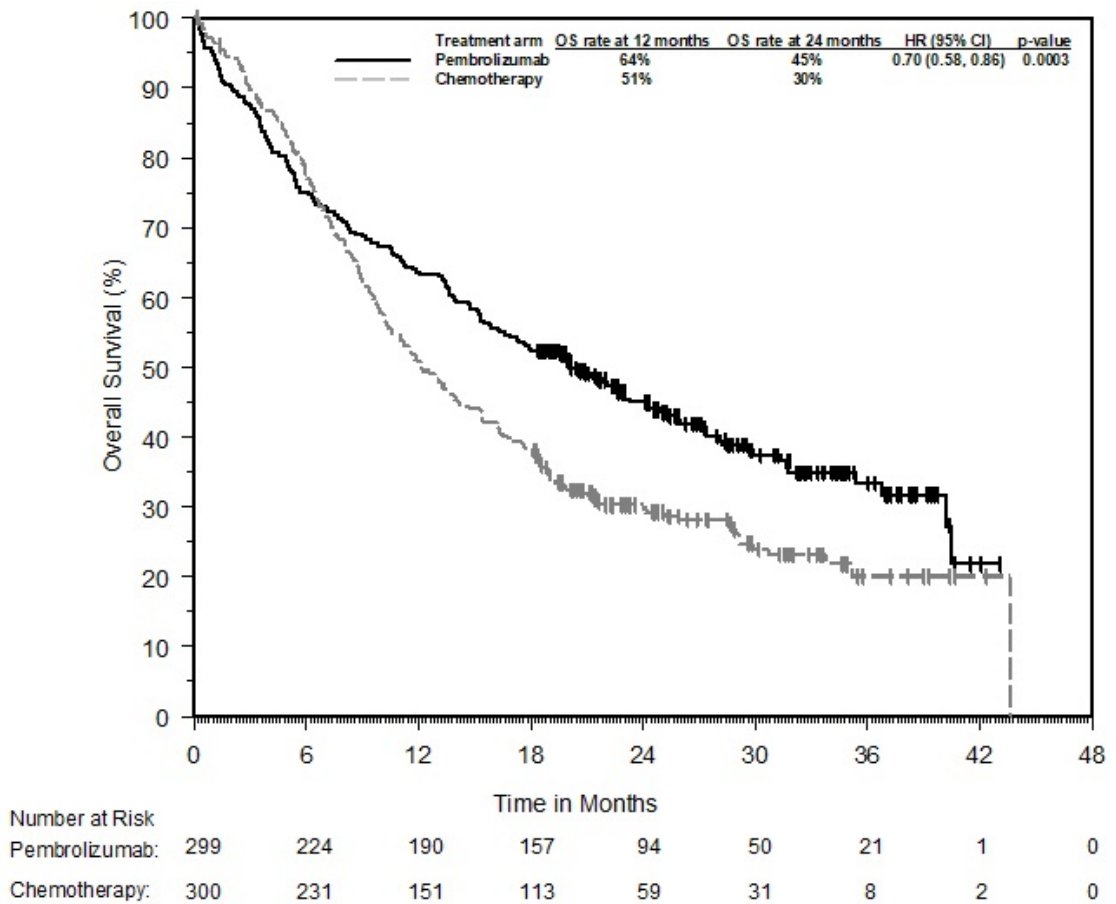 Treatment arm OS rate at 12 months OS rate at 24 months HR (95% CI) p-value
Pembrolizumab 64% 45% 0.70 (0.58, 0.86) 0.0003
Chemotherapy 51% 30%
Overall Survival (%)
100
90
80
70
60
50
40
30
20
10
0
0 6 12 18 24 30 36 42 48
Time in Months
Number at Risk
Pembrolizumab: 299 224 190 157 94 50 21 1 0
Chemotherapy: 300 231 151 113 59 31 8 2 0